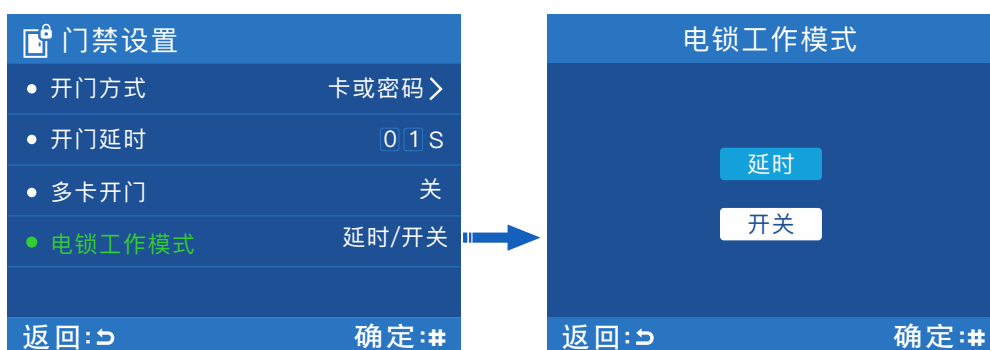 门禁设置
开门方式 卡或密码
开门延时 01S
多卡开门 关
电锁工作模式 延时/开关
返回: 确定:#
电锁工作模式
延时
开关
返回: 确定:#